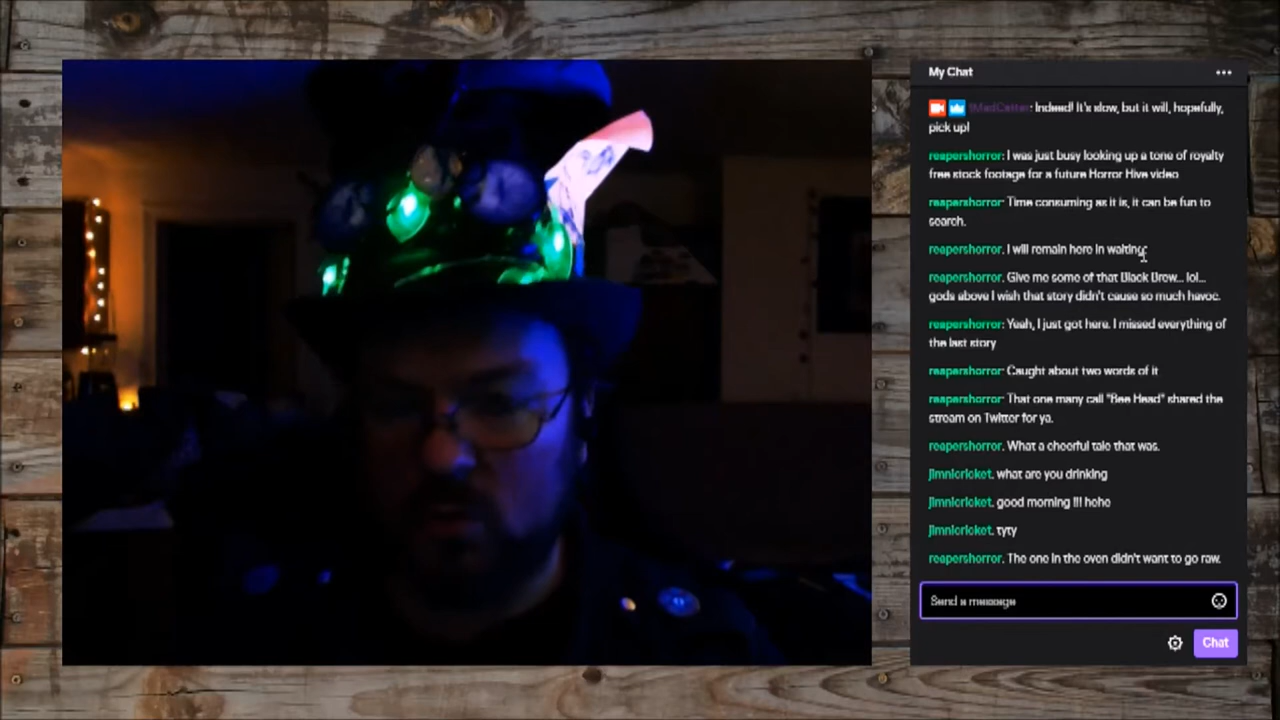 My Chat
Indeed! It's slow, but it will, hopefully,
pick up!
reapershorror: I was just busy looking up a tone of royalty
free stock footage for a future Horror Hive video
reapershorror: Time consuming as it is, it can be fun to
search.
reapershorror: I will remain here in waiting.
reapershorror: Give me some of that Black Brew... lol...
gods above I wish that story didn't cause so much havoc.
reapershorror: Yeah, I just got here. I missed everything of
the last story
reapershorror: Caught about two words of it
reapershorror: That one many call "Bee Head" shared the
stream on Twitter for ya.
reapershorror: What a cheerful tale that was.
jimnicricket: what are you drinking
jimnicricket: good morning !!! hehe
jimnicricket: tyty
reapershorror: The one in the oven didn't want to go raw.
Send a message
Chat